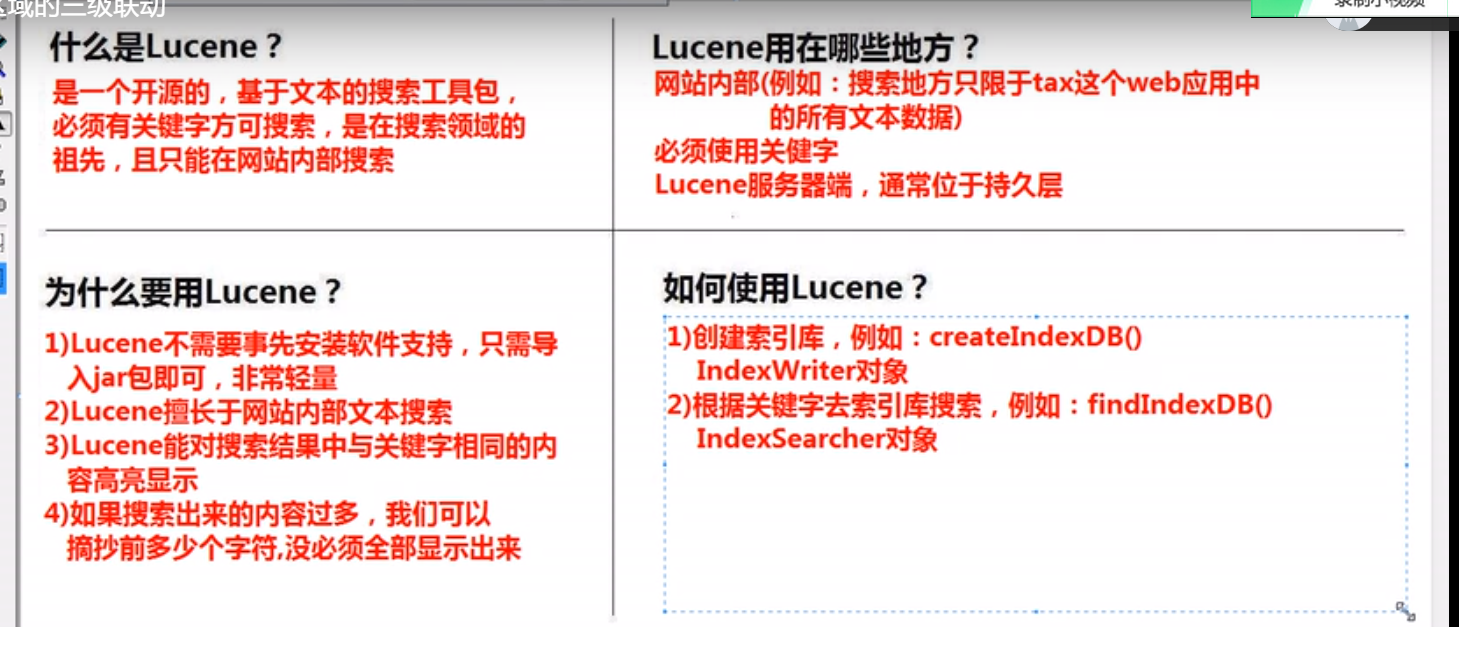 区域的三级联动
录制小视频
什么是Lucene？
是一个开源的，基于文本的搜索工具包，
必须有关键字方可搜索，是在搜索领域的
祖先，且只能在网站内部搜索
Lucene用在哪些地方？
网站内部(例如：搜索地方只限于tax这个web应用中
的所有文本数据)
必须使用关健字
Lucene服务器端，通常位于持久层
为什么要用Lucene？
1)Lucene不需要事先安装软件支持，只需导
入jar包即可，非常轻量
2)Lucene擅长于网站内部文本搜索
3)Lucene能对搜索结果中与关键字相同的内
容高亮显示
4)如果搜索出来的内容过多，我们可以
摘抄前多少个字符,没必须全部显示出来
如何使用Lucene？
1)创建索引库，例如：createIndexDB()
IndexWriter对象
2)根据关键字去索引库搜索，例如：findIndexDB()
IndexSearcher对象